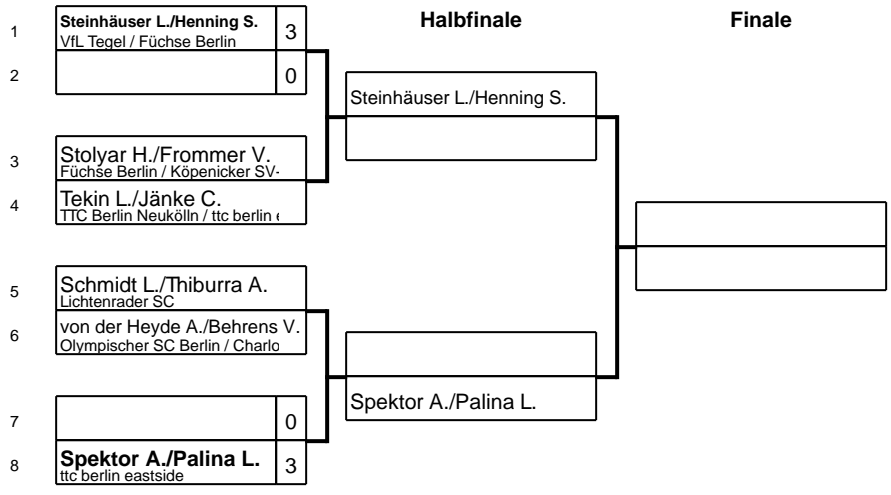 Halbfinale
Finale
1
Steinhäuser L./Henning S.
3
VfL Tegel / Füchse Berlin
2
0
Steinhäuser L./Henning S.
3
Stolyar H./Frommer V.
Füchse Berlin / Köpenicker SV-
4
Tekin L./Jänke C.
TTC Berlin Neukölln / ttc berlin
5
Schmidt L./Thiburra A.
Lichtenrader SC
6
von der Heyde A./Behrens V.
Olympischer SC Berlin / Charlo
Spektor A./Palina L.
7
0
8
Spektor A./Palina L.
3
ttc berlin eastside